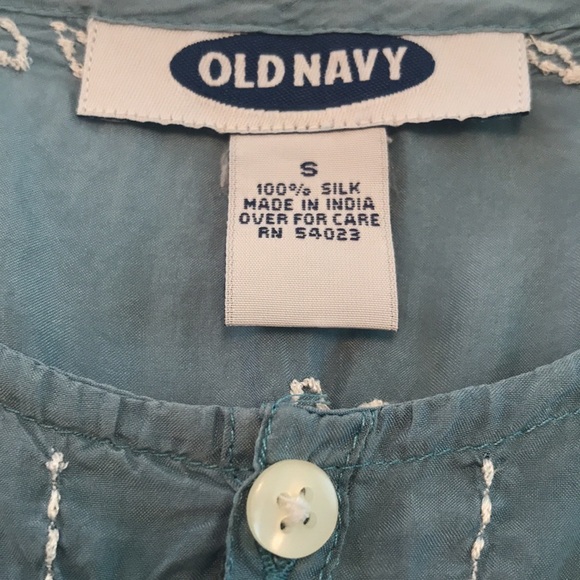 OLD NAVY
S
100% SILK
MADE IN INDIA
OVER FOR CARE
RN 54023